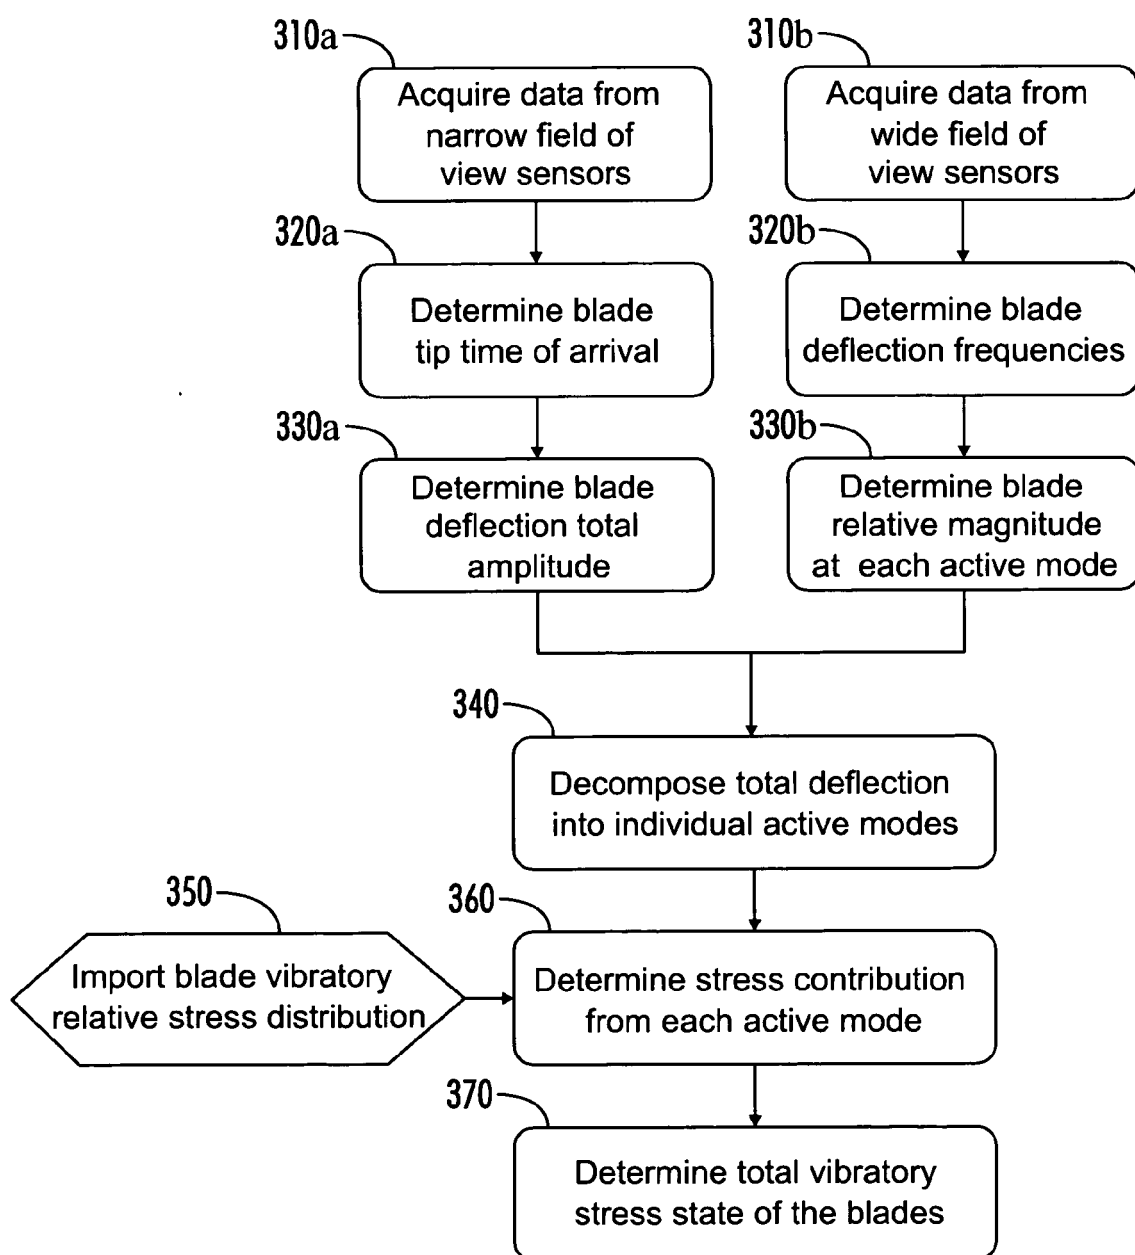 310a
Acquire data from
narrow field of
view sensors
310b
Acquire data from
wide field of
view sensors
320a
Determine blade
tip time of arrival
320b
Determine blade
deflection frequencies
330a
Determine blade
deflection total
amplitude
330b
Determine blade
relative magnitude
at each active mode
340
Decompose total deflection
into individual active modes
350
Import blade vibratory
relative stress distribution
360
Determine stress contribution
from each active mode
370
Determine total vibratory
stress state of the blades